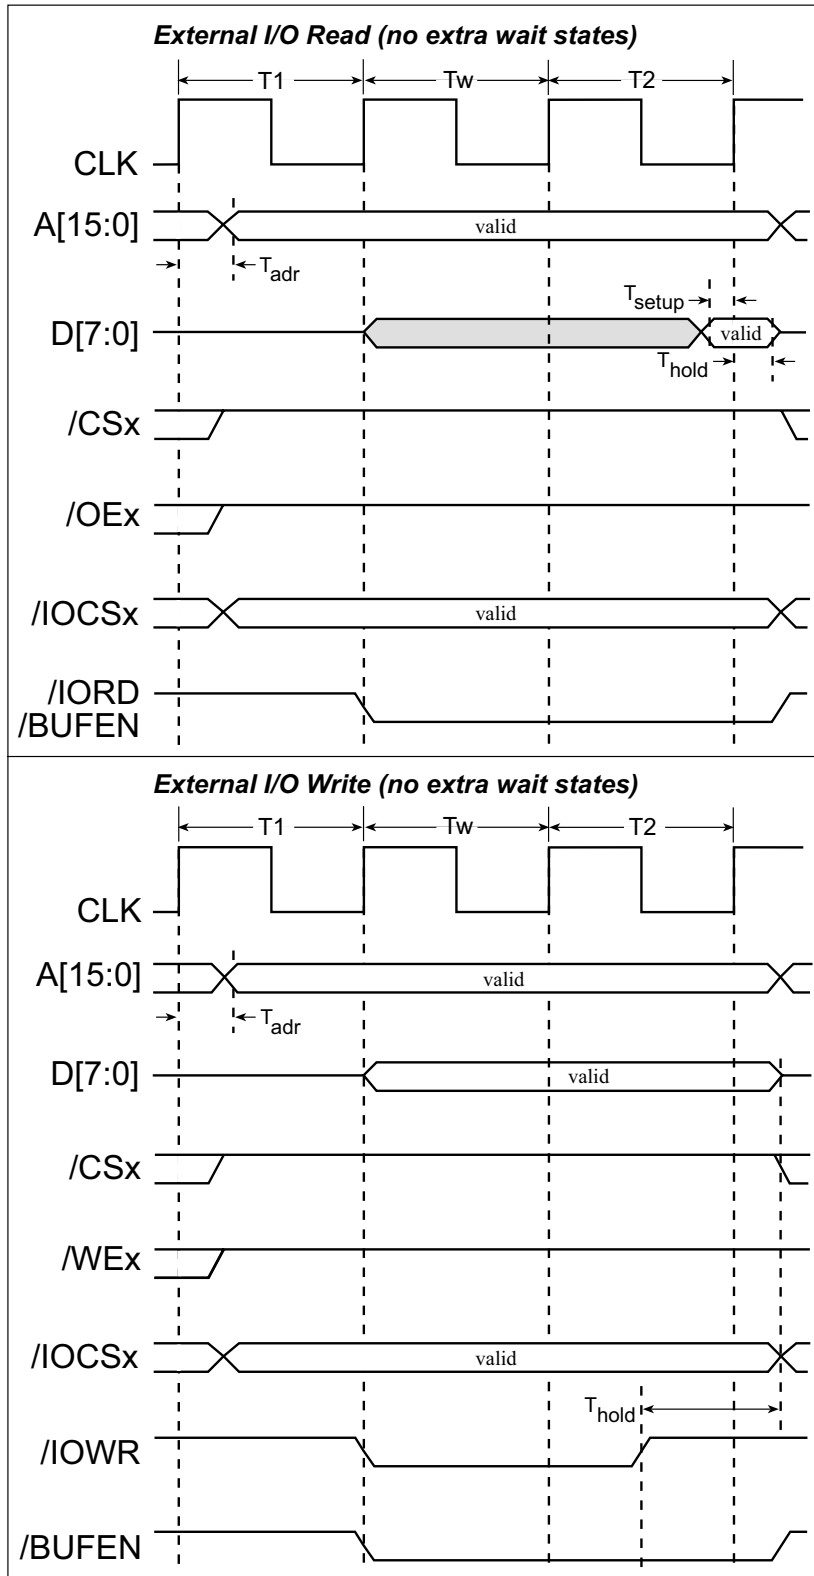 External I/O Read (no extra wait states)
T1 Tw T2
CLK
A[15:0] valid
Tadr
Tsetup
D[7:0] valid
Thold
/CSx
/OEx
/IOCSx valid
/IORD
/BUFEN
External I/O Write (no extra wait states)
T1 Tw T2
CLK
A[15:0] valid
Tadr
D[7:0] valid
/CSx
/WEx
/IOCSx valid
Thold
/IOWR
/BUFEN